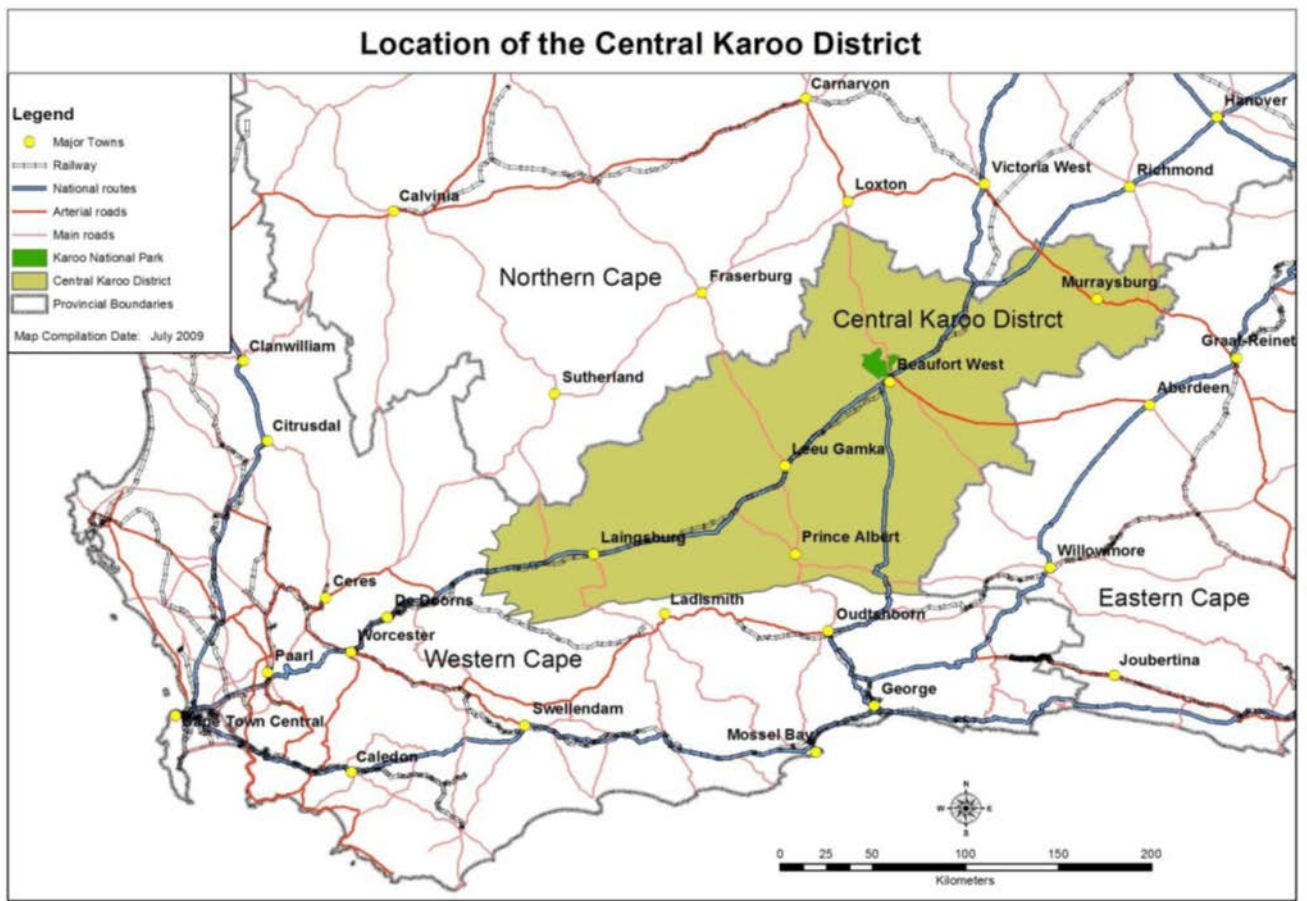 Location of the Central Karoo District
Legend
Major Towns
Railway
National routes
Arterial roads
Main roads
Karoo National Park
Central Karoo District
Provincial Boundaries
Map Compilation Date: July 2009
Carnarvon
Hanover
Victoria West
Richmond
Calvinia
Loxton
Northern Cape
Fraserburg
Murraysburg
Central Karoo Distrct
Clanwilliam
Graaf-Reinet
Beaufort West
Sutherland
Aberdeen
Citrusdal
Leeu Gamka
Laingsburg
Prince Albert
Willowmore
Ceres
De Doorns
Ladismith
Eastern Cape
Oudtshoorn
Worcester
Western Cape
Paarl
Joubertina
George
Swellendam
Cape Town Central
Mossel Bay
Caledon
N
W E
S
0 25 50 100 150 200
Kilometers